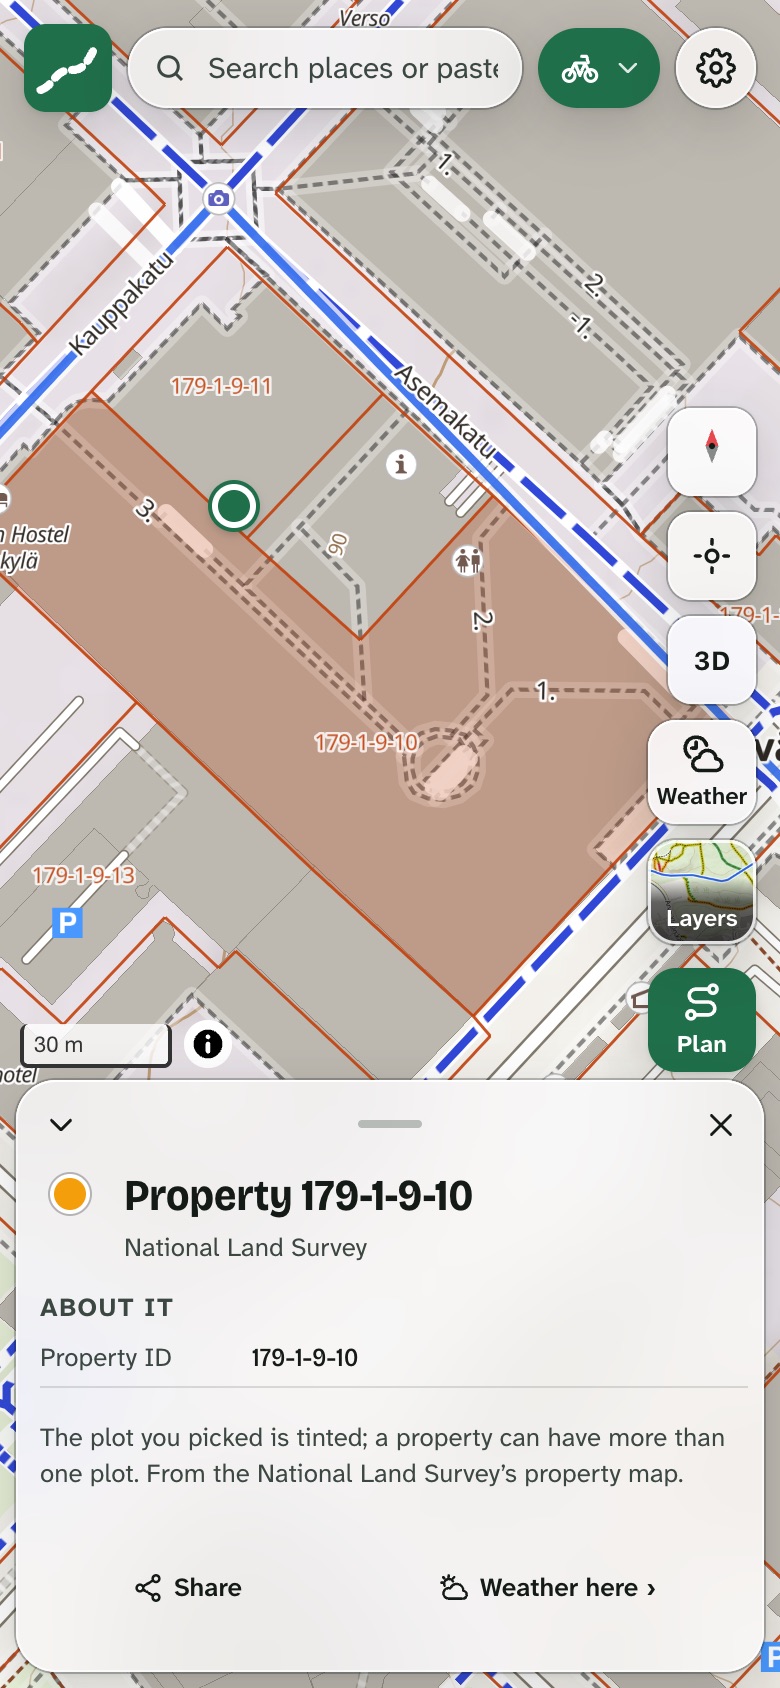 Verso
Search places or paste
1.
2.
-1.
Kauppakatu
179-1-9-11
Asemakatu
3.
90
n Hostel
kylä
2.
179-1-
3D
1.
179-1-9-10
Weather
179-1-9-13
P
Layers
Plan
30 m
hotel
Property 179-1-9-10
National Land Survey
ABOUT IT
Property ID 179-1-9-10
The plot you picked is tinted; a property can have more than
one plot. From the National Land Survey’s property map.
Share Weather here ›
P